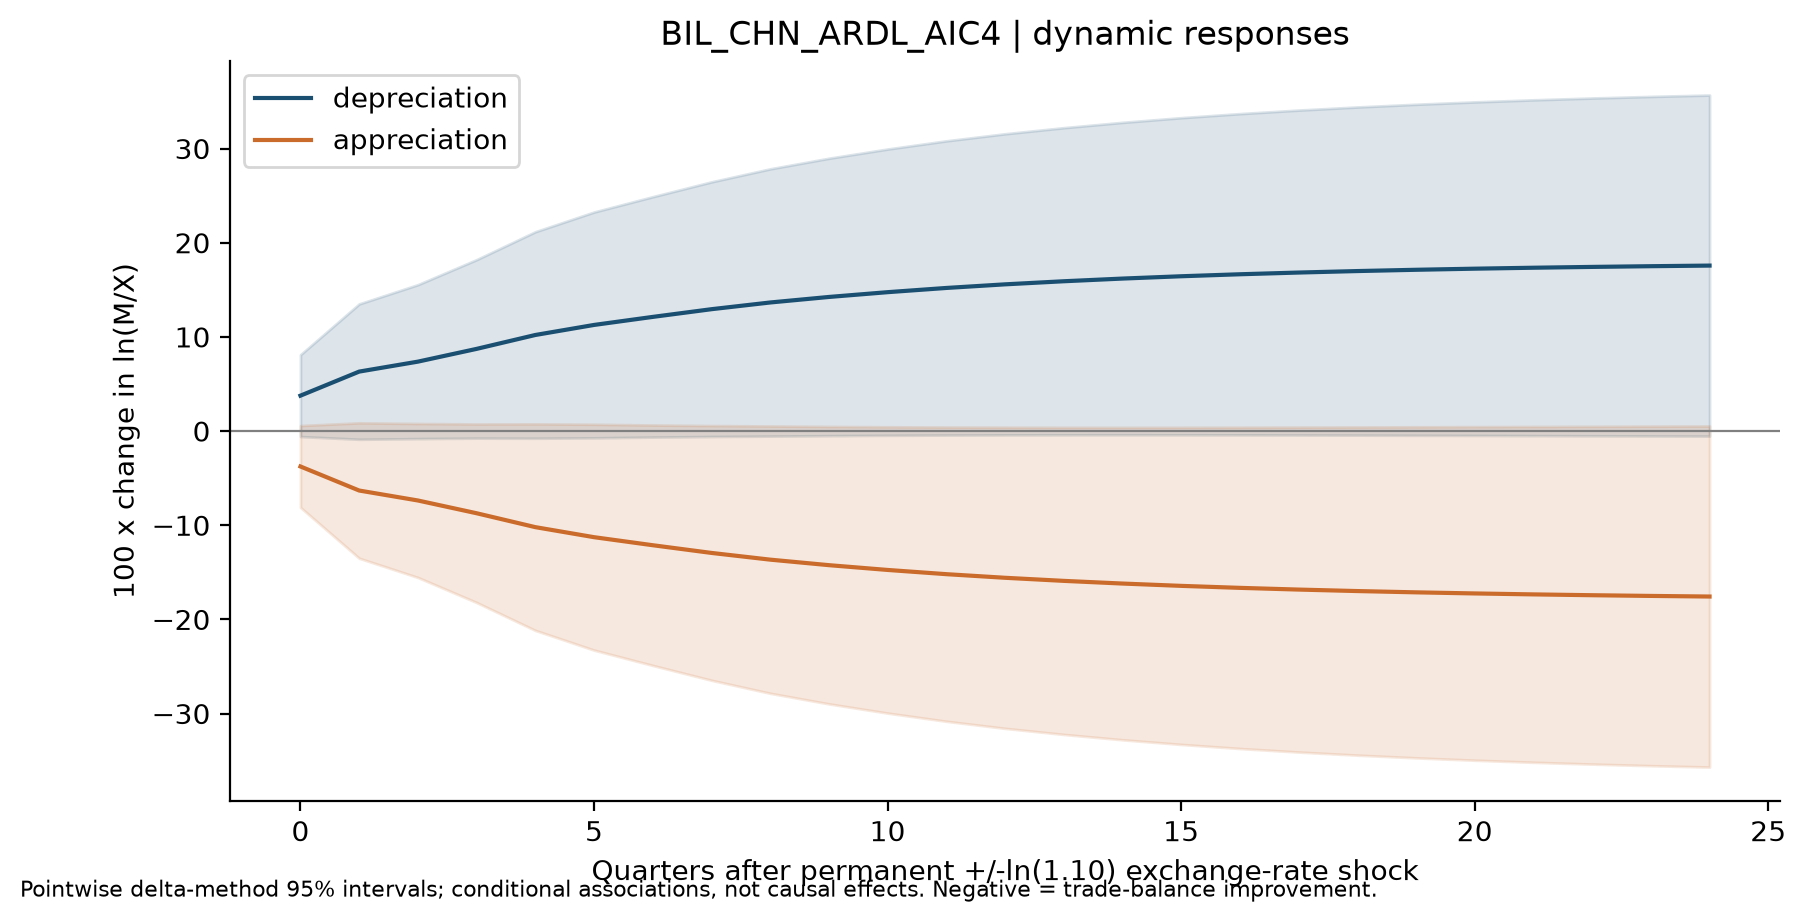 BIL_CHN_ARDL_AIC4 | dynamic responses
depreciation
appreciation
100 x change in ln(M/X)
30
20
10
0
−10
−20
−30
0 5 10 15 20 25
Quarters after permanent +/-ln(1.10) exchange-rate shock
Pointwise delta-method 95% intervals; conditional associations, not causal effects. Negative = trade-balance improvement.